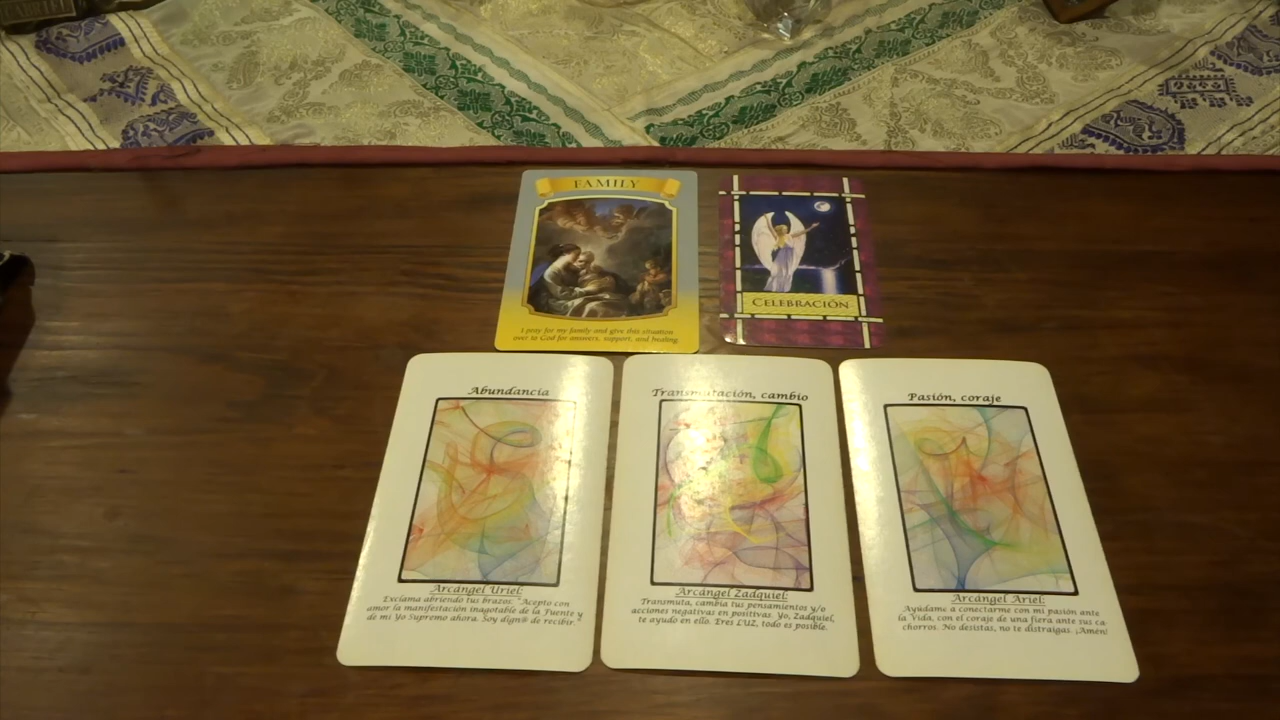 GABRIEL
FAMILY
I pray for my family and give this situation
over to God for answers, support, and healing.
CELEBRACIÓN
Abundancia
Arcángel Uriel:
Exclama abriendo tus brazos: "Acepto con
amor la manifestación inagotable de la Fuente y
de mi Yo Supremo ahora. Soy dign@ de recibir."
Transmutación, cambio
Arcángel Zadquiel:
Transmuta, cambia tus pensamientos y/o
acciones negativas en positivas. Yo, Zadquiel,
te ayudo en ello. Eres LUZ, todo es posible.
Pasión, coraje
Arcángel Ariel:
Ayúdame a conectarme con mi pasión ante
la Vida, con el coraje de una fiera ante sus ca
chorros. No desistas, no te distraigas. ¡Amén!